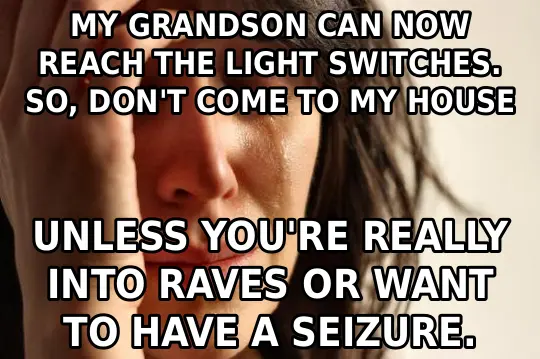 MY GRANDSON CAN NOW
REACH THE LIGHT SWITCHES.
SO, DON'T COME TO MY HOUSE
UNLESS YOU'RE REALLY
INTO RAVES OR WANT
TO HAVE A SEIZURE.